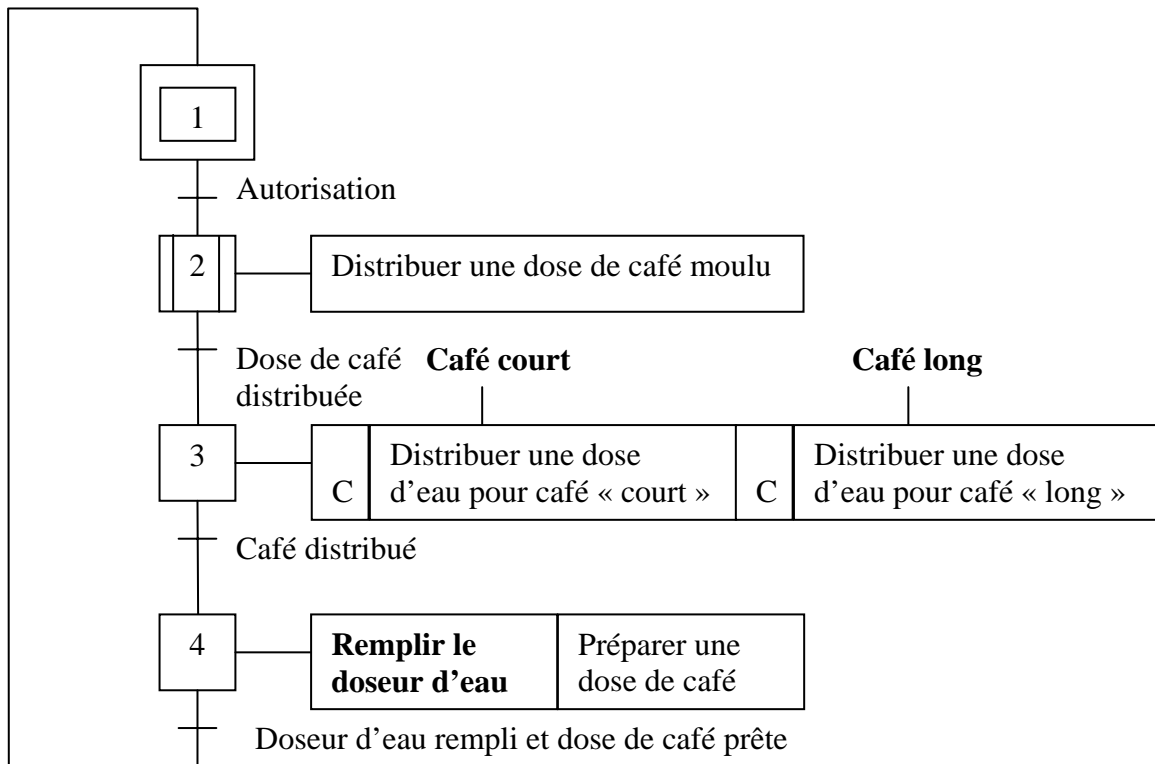 1
Autorisation
2
Distribuer une dose de café moulu
Dose de café
distribuée
Café court
Café long
3
C
Distribuer une dose
d’eau pour café « court »
C
Distribuer une dose
d’eau pour café « long »
Café distribué
4
Remplir le
doseur d’eau
Préparer une
dose de café
Doseur d’eau rempli et dose de café prête